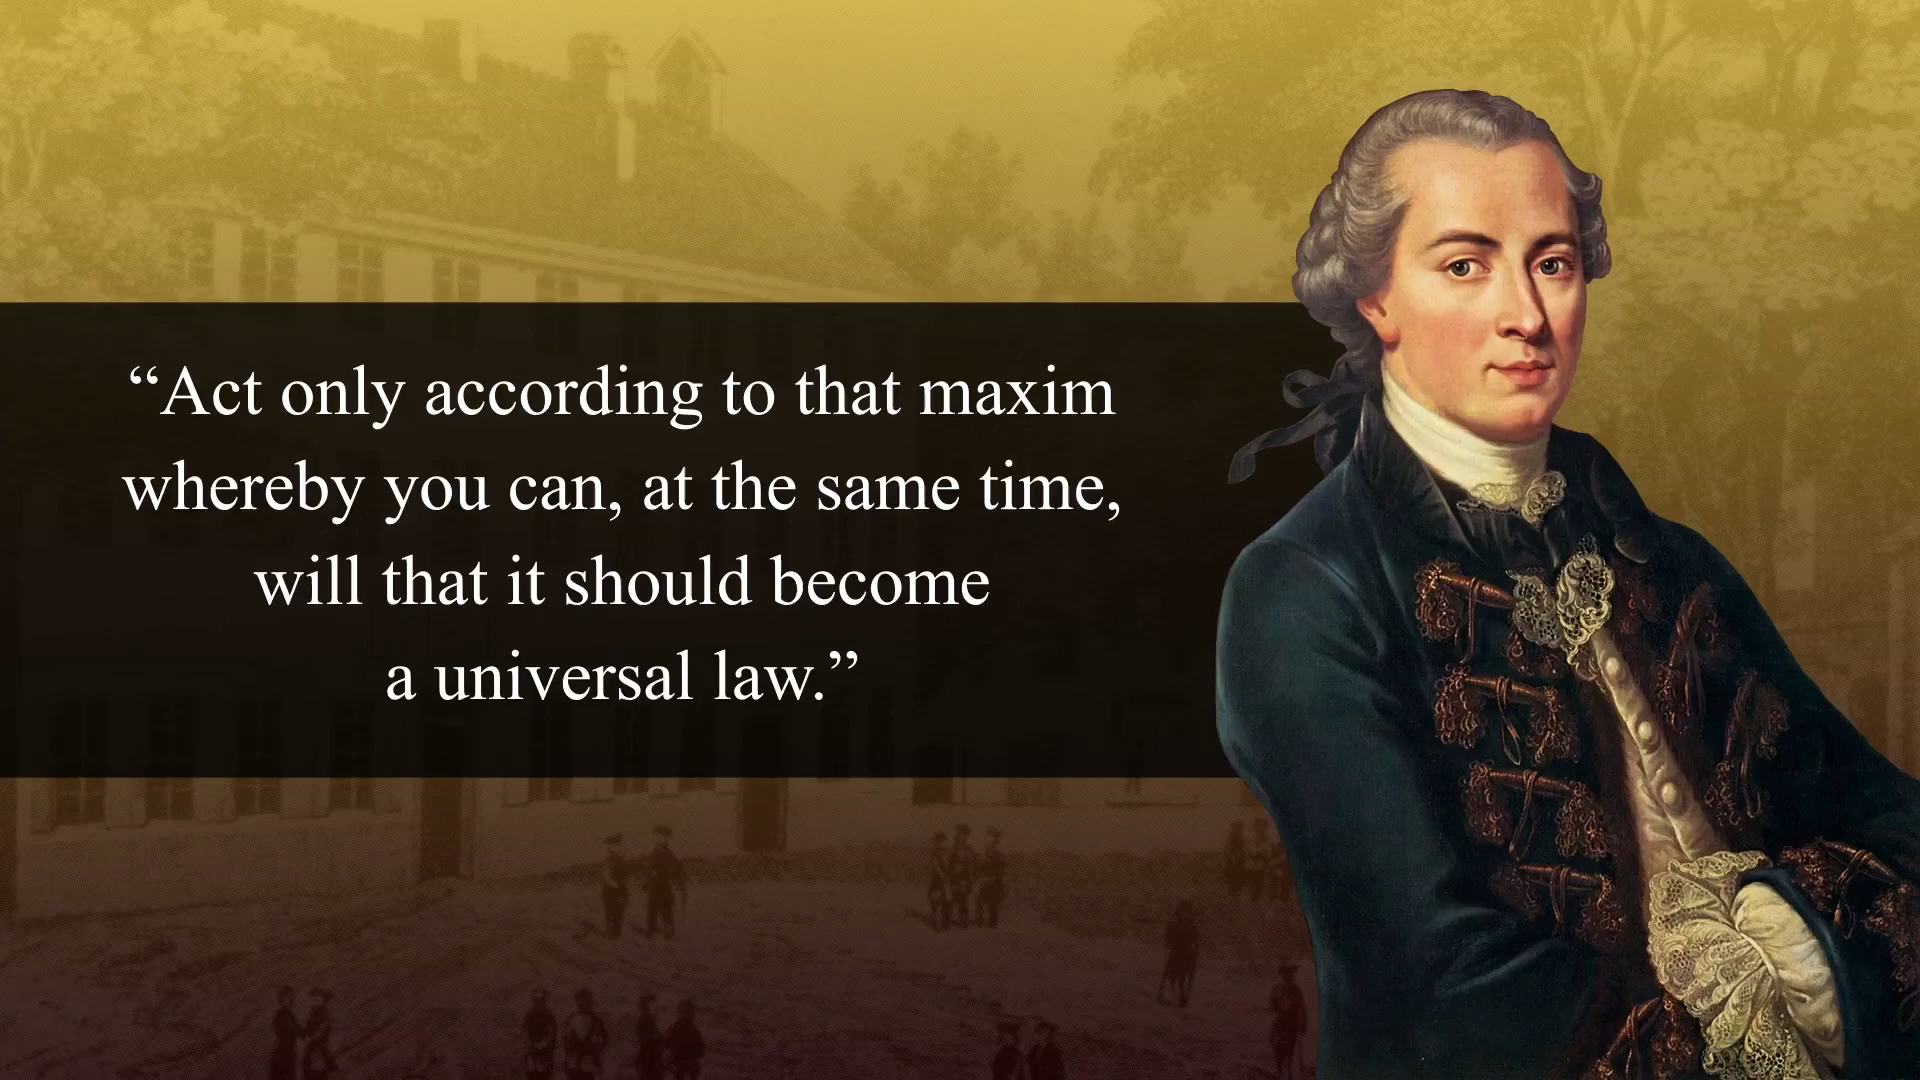 “Act only according to that maxim
whereby you can, at the same time,
will that it should become
a universal law.”